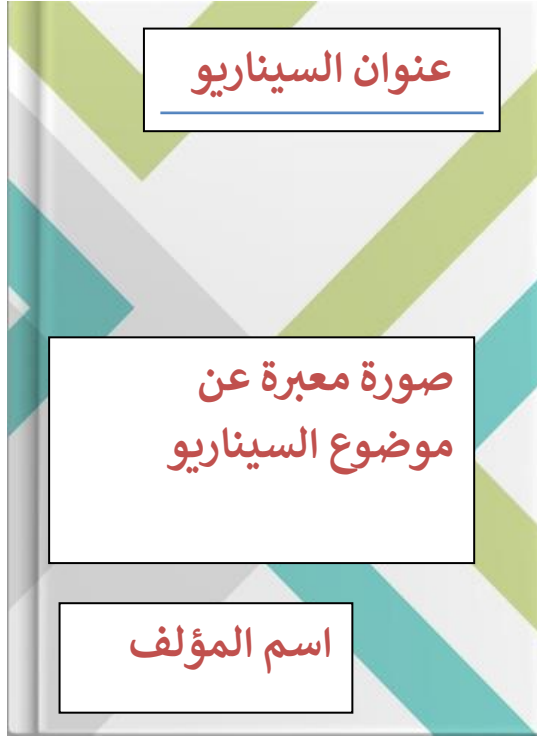 عنوان السيناريو
صورة معبرة عن
موضوع السيناريو
اسم المؤلف